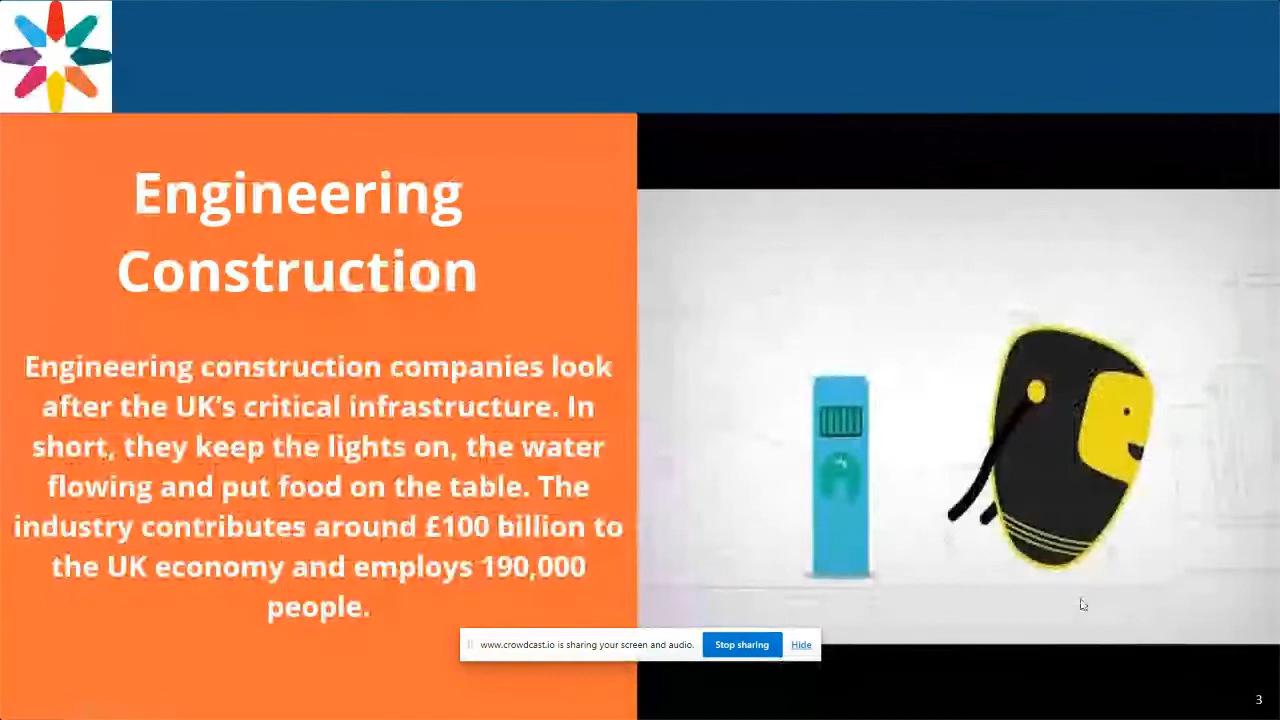 Engineering
Construction
Engineering construction companies look
after the UK’s critical infrastructure. In
short, they keep the lights on, the water
flowing and put food on the table. The
industry contributes around £100 billion to
the UK economy and employs 190,000
people.
www.crowdcast.io is sharing your screen and audio. Stop sharing Hide
3